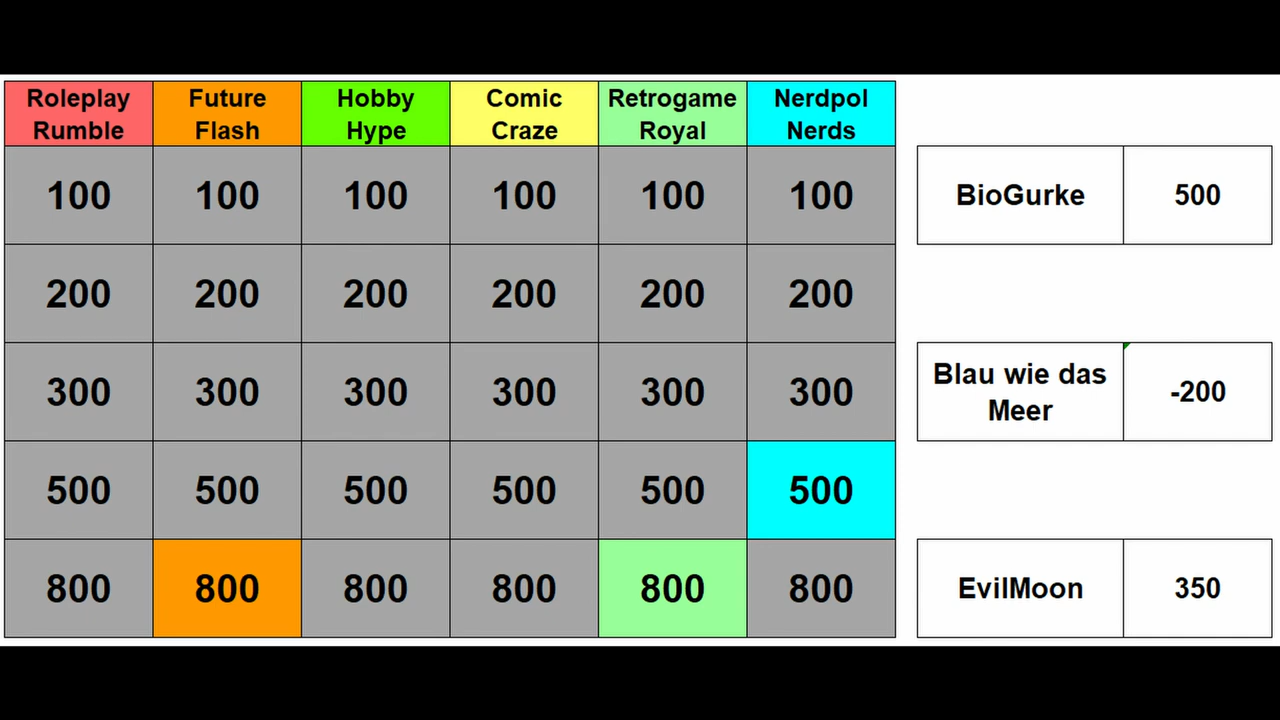 Roleplay Rumble
Future Flash
Hobby Hype
Comic Craze
Retrogame Royal
Nerdpol Nerds
100 100 100 100 100 100
BioGurke 500
200 200 200 200 200 200
300 300 300 300 300 300
Blau wie das
Meer
-200
500 500 500 500 500 500
800 800 800 800 800 800
EvilMoon 350